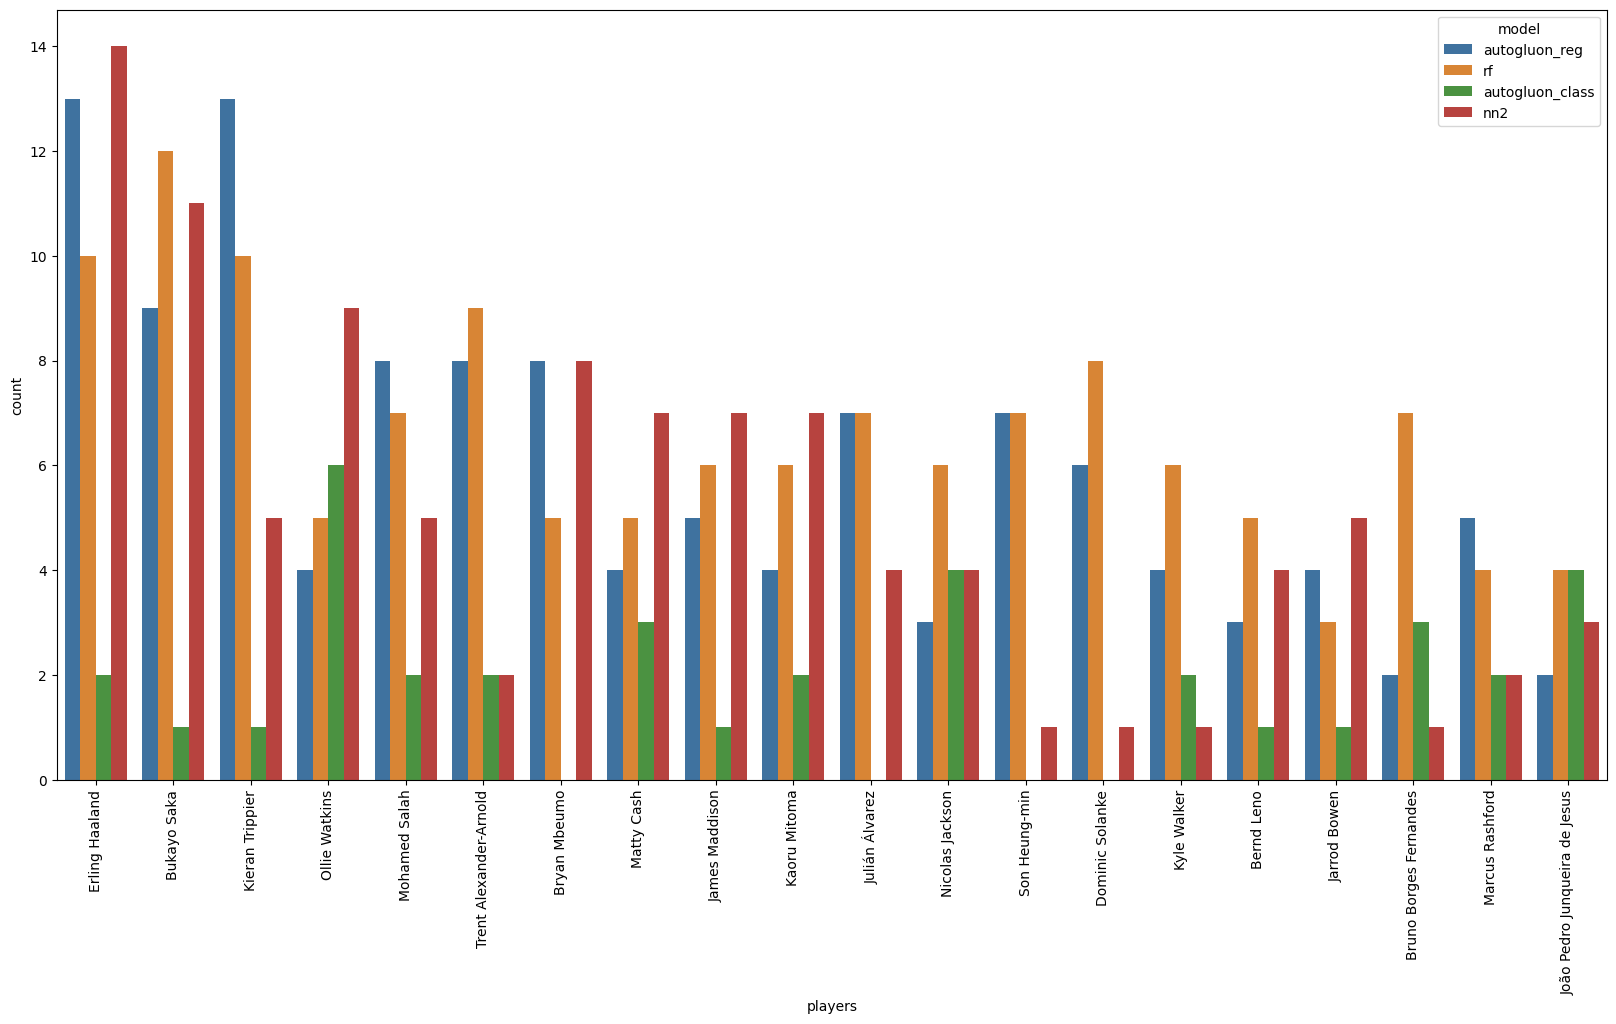 model
autogluon_reg
rf
autogluon_class
nn2
count
14
12
10
8
6
4
2
0
Erling Haaland
Bukayo Saka
Kieran Trippier
Ollie Watkins
Mohamed Salah
Trent Alexander-Arnold
Bryan Mbeumo
Matty Cash
James Maddison
Kaoru Mitoma
Julián Álvarez
Nicolas Jackson
Son Heung-min
Dominic Solanke
Kyle Walker
Bernd Leno
Jarrod Bowen
Bruno Borges Fernandes
Marcus Rashford
João Pedro Junqueira de Jesus
players